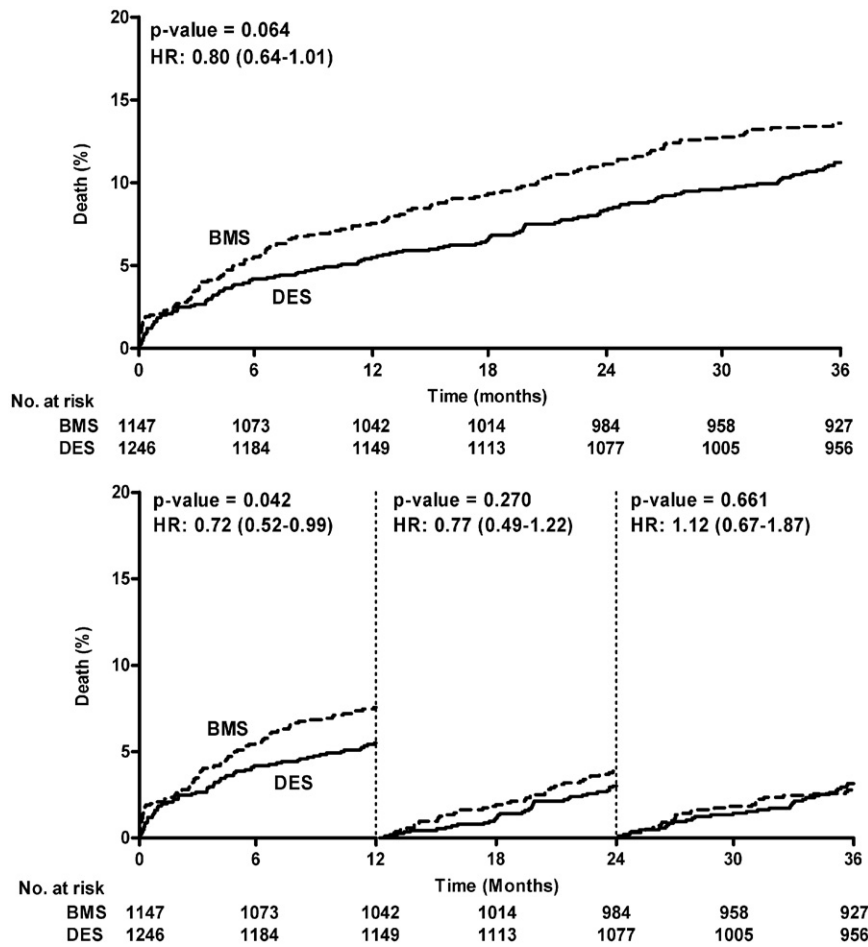 20
p-value = 0.064
HR: 0.80 (0.64-1.01)
15
Death (%)
10
BMS
5
DES
0
0 6 12 18 24 30 36
Time (months)
No. at risk
BMS 1147 1073 1042 1014 984 958 927
DES 1246 1184 1149 1113 1077 1005 956
20
p-value = 0.042 p-value = 0.270 p-value = 0.661
HR: 0.72 (0.52-0.99) HR: 0.77 (0.49-1.22) HR: 1.12 (0.67-1.87)
15
Death (%)
10
BMS
5
DES
0
0 6 12 18 24 30 36
Time (Months)
No. at risk
BMS 1147 1073 1042 1014 984 958 927
DES 1246 1184 1149 1113 1077 1005 956